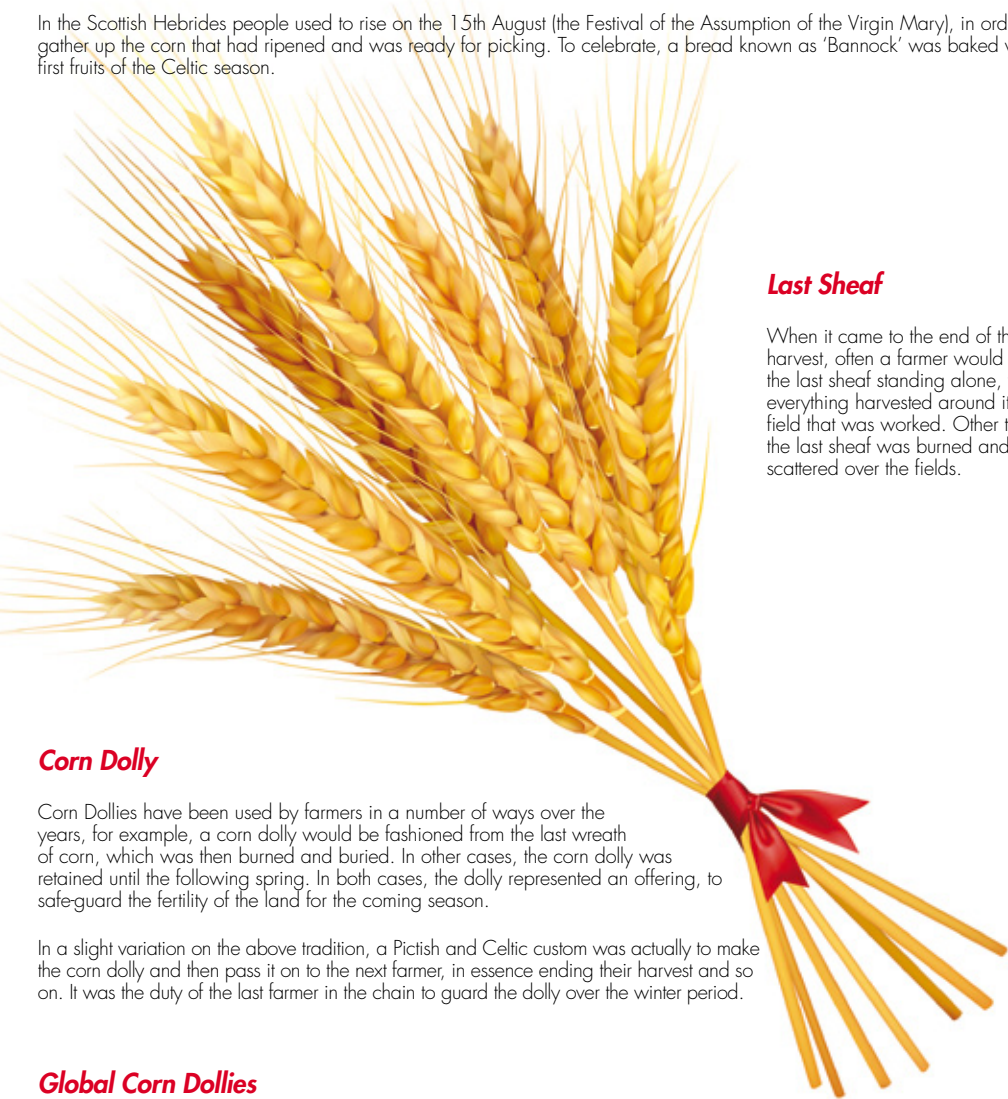 In the Scottish Hebrides people used to rise on the 15th August (the Festival of the Assumption of the Virgin Mary), in
gather up the corn that had ripened and was ready for picking. To celebrate, a bread known as ‘Bannock’ was baked
first fruits of the Celtic season.
Last Sheaf
When it came to the end of
harvest, often a farmer would
the last sheaf standing alone,
everything harvested around
field that was worked. Other
the last sheaf was burned and
scattered over the fields.
Corn Dolly
Corn Dollies have been used by farmers in a number of ways over the
years, for example, a corn dolly would be fashioned from the last wreath
of corn, which was then burned and buried. In other cases, the corn dolly was
retained until the following spring. In both cases, the dolly represented an offering, to
safe-guard the fertility of the land for the coming season.
In a slight variation on the above tradition, a Pictish and Celtic custom was actually to make
the corn dolly and then pass it on to the next farmer, in essence ending their harvest and so
on. It was the duty of the last farmer in the chain to guard the dolly over the winter period.
Global Corn Dollies